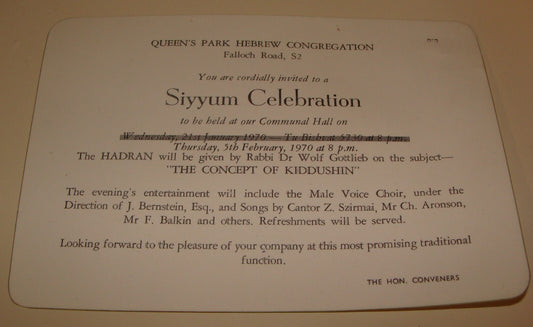 ב״ה
QUEEN'S PARK HEBREW CONGREGATION
Falloch Road, S2
You are cordially invited to a
Siyyum Celebration
to be held at our Communal Hall on
Wednesday, 21st January 1970 — Tu-Bishvat 5730 at 8 p.m.
Thursday, 5th February, 1970 at 8 p.m.
The HADRAN will be given by Rabbi Dr Wolf Gottlieb on the subject—
"THE CONCEPT OF KIDDUSHIN"
The evening's entertainment will include the Male Voice Choir, under the
Direction of J. Bernstein, Esq., and Songs by Cantor Z. Szirmai, Mr Ch. Aronson,
Mr F. Balkin and others. Refreshments will be served.
Looking forward to the pleasure of your company at this most promising traditional
function.
THE HON. CONVENERS